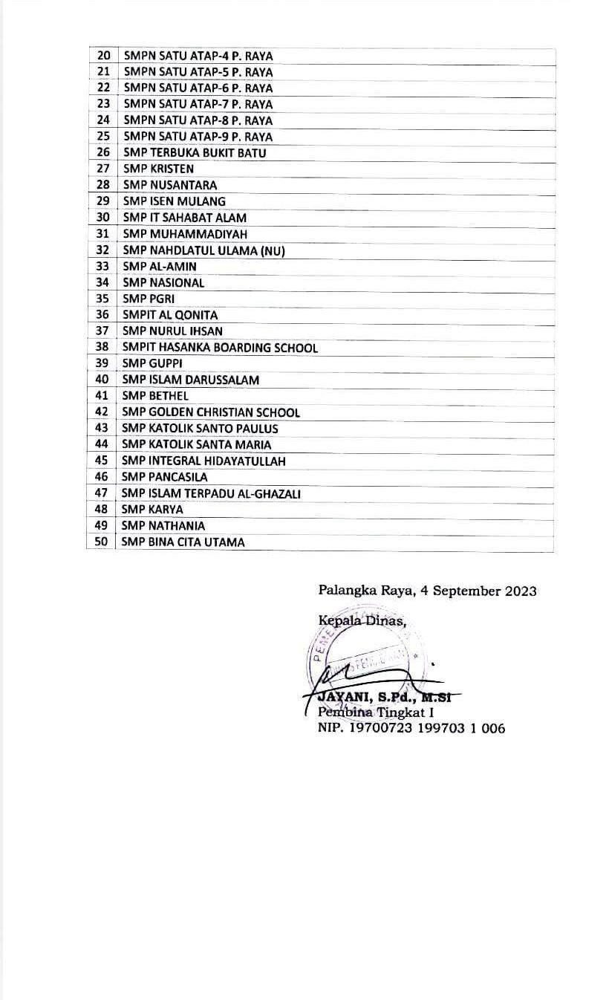 20 SMPN SATU ATAP-4 P. RAYA
21 SMPN SATU ATAP-5 P. RAYA
22 SMPN SATU ATAP-6 P. RAYA
23 SMPN SATU ATAP-7 P. RAYA
24 SMPN SATU ATAP-8 P. RAYA
25 SMPN SATU ATAP-9 P. RAYA
26 SMP TERBUKA BUKIT BATU
27 SMP KRISTEN
28 SMP NUSANTARA
29 SMP ISEN MULANG
30 SMP IT SAHABAT ALAM
31 SMP MUHAMMADIYAH
32 SMP NAHDLATUL ULAMA (NU)
33 SMP AL-AMIN
34 SMP NASIONAL
35 SMP PGRI
36 SMPIT AL QONITA
37 SMP NURUL IHSAN
38 SMPIT HASANKA BOARDING SCHOOL
39 SMP GUPPI
40 SMP ISLAM DARUSSALAM
41 SMP BETHEL
42 SMP GOLDEN CHRISTIAN SCHOOL
43 SMP KATOLIK SANTO PAULUS
44 SMP KATOLIK SANTA MARIA
45 SMP INTEGRAL HIDAYATULLAH
46 SMP PANCASILA
47 SMP ISLAM TERPADU AL-GHAZALI
48 SMP KARYA
49 SMP NATHANIA
50 SMP BINA CITA UTAMA
Palangka Raya, 4 September 2023
Kepala Dinas,
JAYANI, S.Pd., M.Si
Pembina Tingkat I
NIP. 19700723 199703 1 006